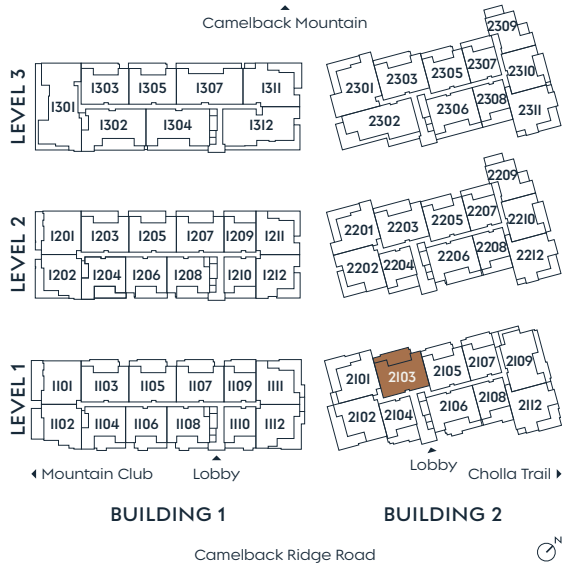 Camelback Mountain
LEVEL 3
1301 1303 1305 1307 1311
1302 1304 1312
2301 2303 2305 2307 2309 2310
2302 2306 2308 2311
LEVEL 2
1201 1203 1205 1207 1209 1211
1202 1204 1206 1208 1210 1212
2201 2203 2205 2207 2209 2210
2202 2204 2206 2208 2212
LEVEL 1
1101 1103 1105 1107 1109 1111
1102 1104 1106 1108 1110 1112
2101 2103 2105 2107 2109
2102 2104 2106 2108 2112
Mountain Club
Lobby
Lobby
Cholla Trail
BUILDING 1
BUILDING 2
Camelback Ridge Road
N